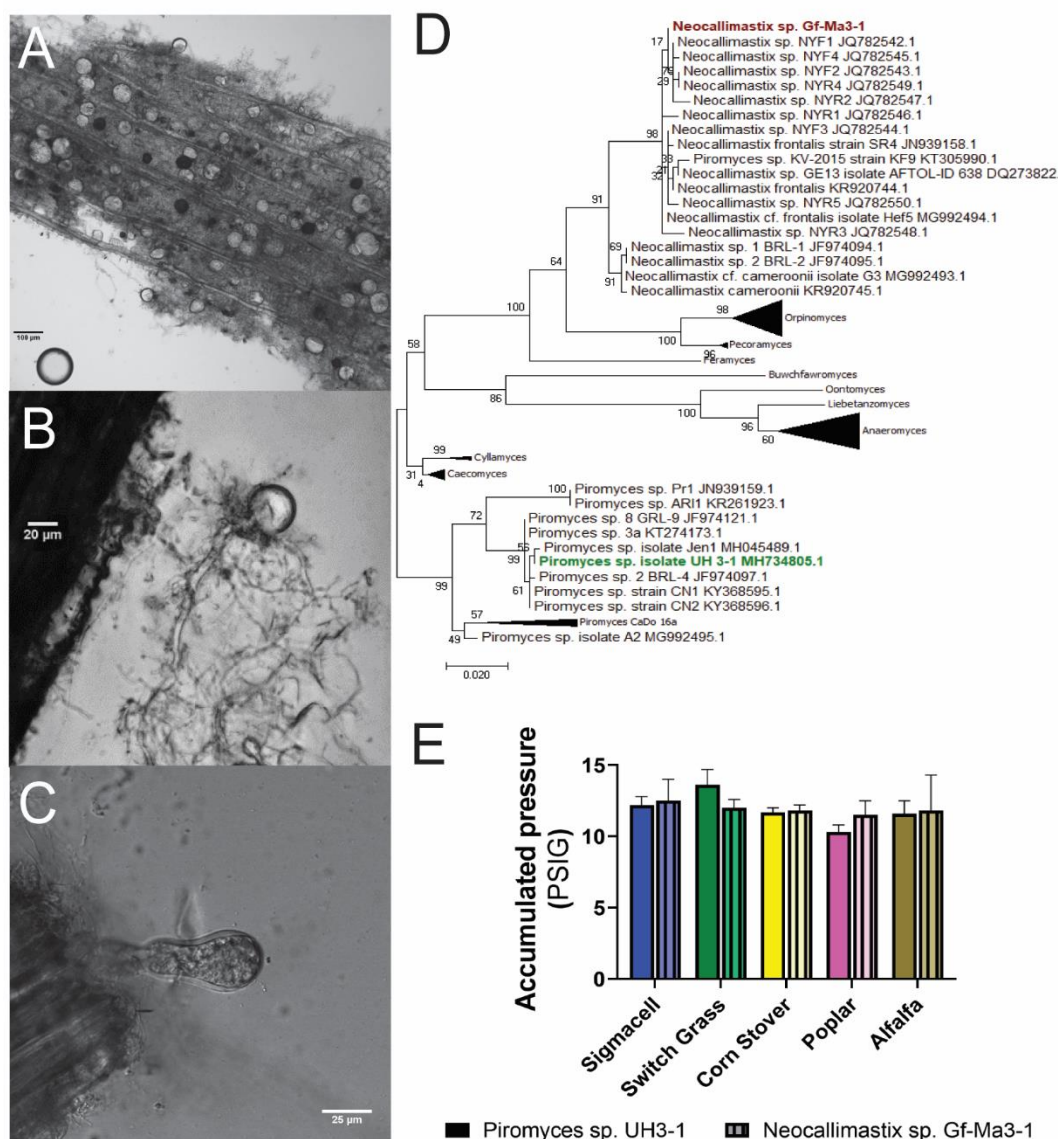 A
100 µm
B
20 µm
C
25 µm
D
Neocallimastix sp. Gf-Ma3-1
17
Neocallimastix sp. NYF1 JQ782542.1
Neocallimastix sp. NYF4 JQ782545.1
Neocallimastix sp. NYF2 JQ782543.1
29
Neocallimastix sp. NYR4 JQ782549.1
Neocallimastix sp. NYR2 JQ782547.1
Neocallimastix sp. NYR1 JQ782546.1
98
Neocallimastix sp. NYF3 JQ782544.1
Neocallimastix frontalis strain SR4 JN939158.1
Piromyces sp. KV-2015 strain KF9 KT305990.1
Neocallimastix sp. GE13 isolate AFTOL-ID 638 DQ273822
Neocallimastix frontalis KR920744.1
Neocallimastix sp. NYR5 JQ782550.1
Neocallimastix cf. frontalis isolate Hef5 MG992494.1
91
Neocallimastix sp. NYR3 JQ782548.1
69
Neocallimastix sp. 1 BRL-1 JF974094.1
Neocallimastix sp. 2 BRL-2 JF974095.1
64
Neocallimastix cf. cameroonii isolate G3 MG992493.1
91
Neocallimastix cameroonii KR920745.1
100
98
Orpinomyces
100
Pecoramyces
96
Feramyces
58
Buwchfawromyces
86
Oontomyces
100
Liebetanzomyces
96
60
Anaeromyces
99
Cyllamyces
31
4
Caecomyces
100
Piromyces sp. Pr1 JN939159.1
Piromyces sp. ARI1 KR261923.1
72
Piromyces sp. 8 GRL-9 JF974121.1
Piromyces sp. 3a KT274173.1
56
Piromyces sp. isolate Jen1 MH045489.1
99
Piromyces sp. isolate UH 3-1 MH734805.1
Piromyces sp. 2 BRL-4 JF974097.1
61
Piromyces sp. strain CN1 KY368595.1
99
Piromyces sp. strain CN2 KY368596.1
57
Piromyces CaDo 16a
49
Piromyces sp. isolate A2 MG992495.1
0.020
E
Accumulated pressure
(PSIG)
15
10
5
0
Sigmacell
Switch Grass
Corn Stover
Poplar
Alfalfa
Piromyces sp. UH3-1
Neocallimastix sp. Gf-Ma3-1